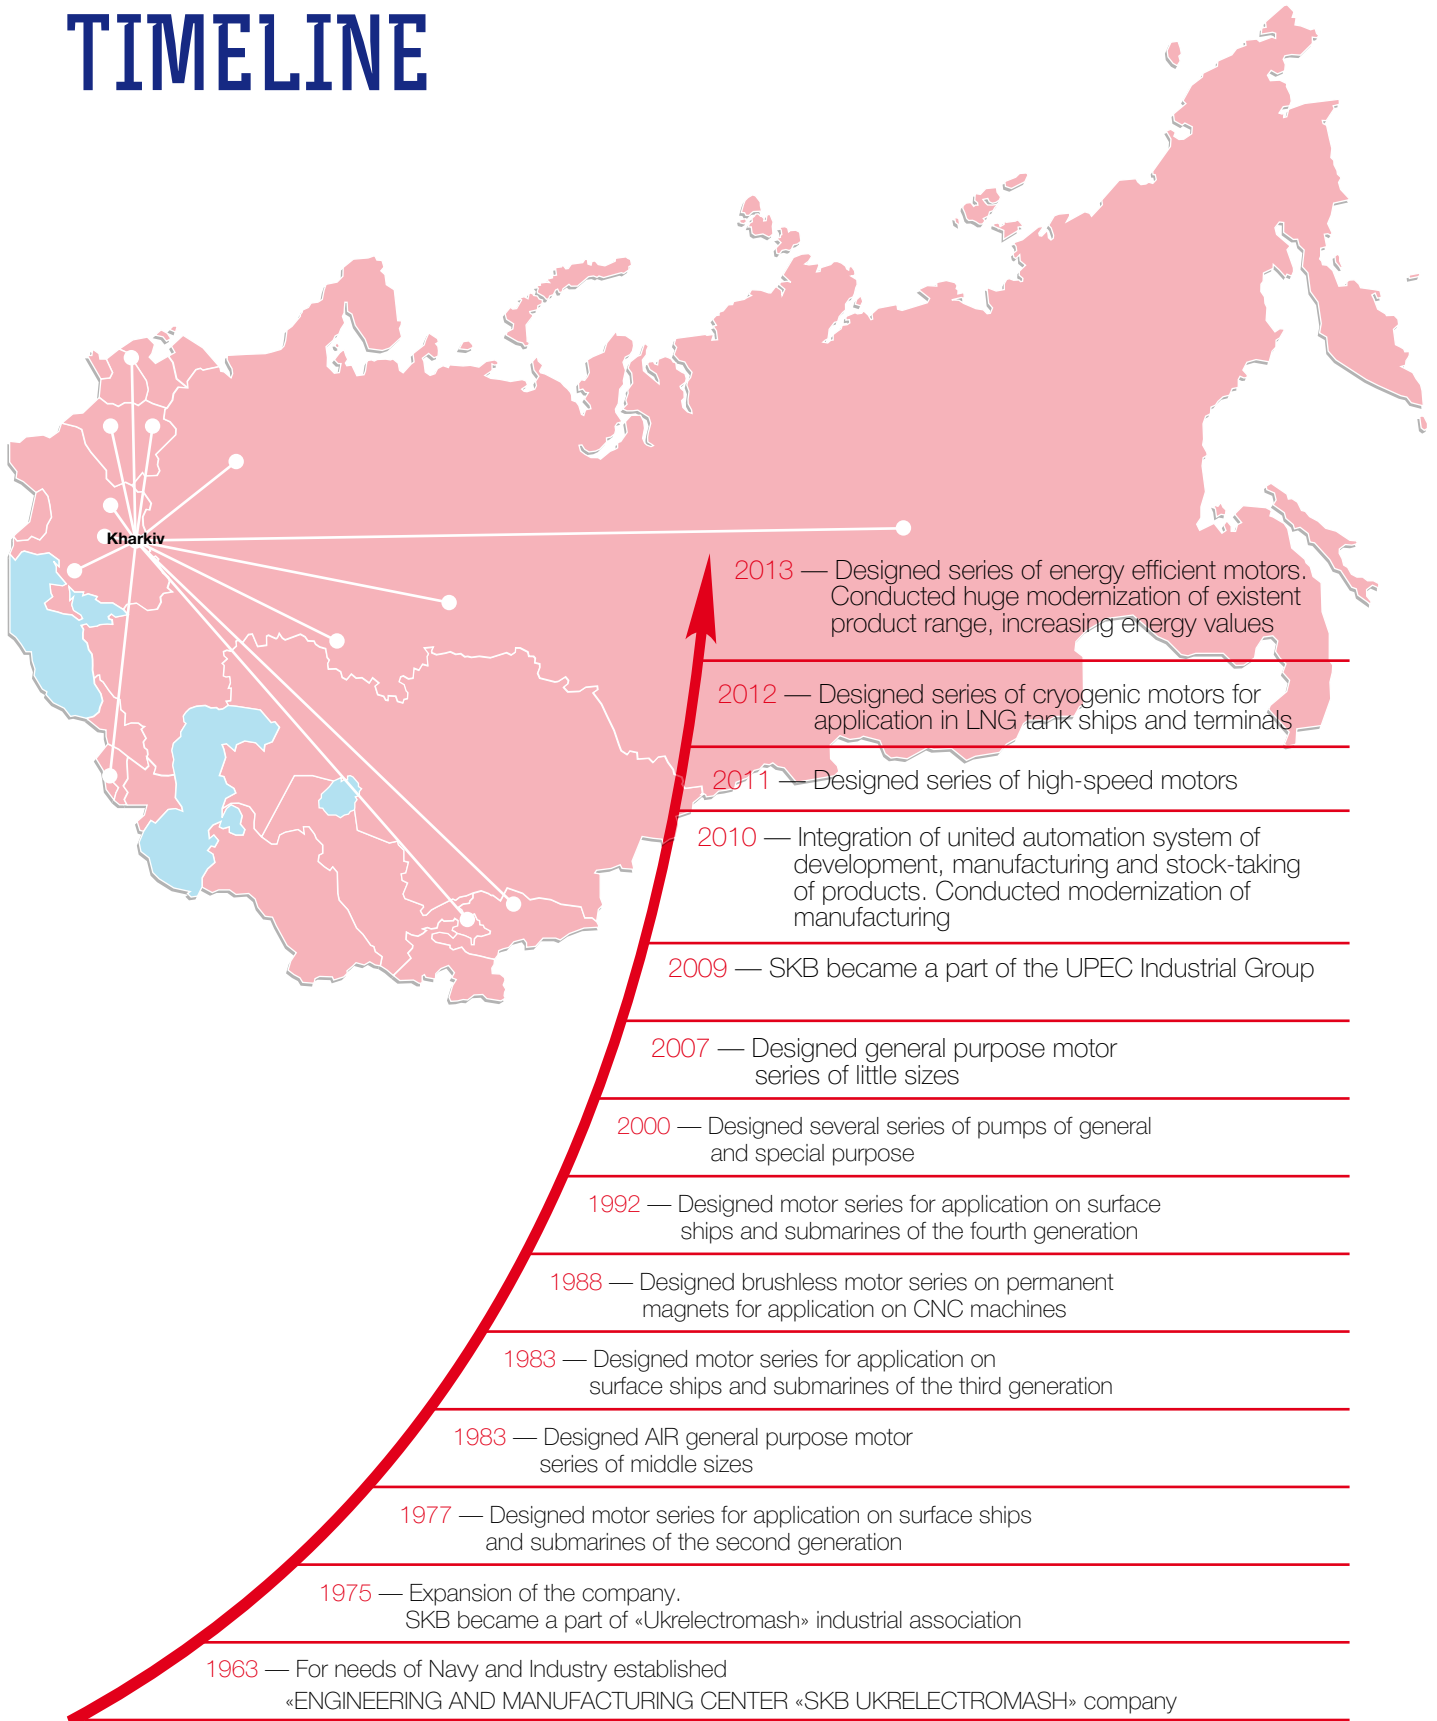 TIMELINE
Kharkiv
2013 — Designed series of energy efficient motors.
Conducted huge modernization of existent
product range, increasing energy values
2012 — Designed series of cryogenic motors for
application in LNG tank ships and terminals
2011 — Designed series of high-speed motors
2010 — Integration of united automation system of
development, manufacturing and stock-taking
of products. Conducted modernization of
manufacturing
2009 — SKB became a part of the UPEC Industrial Group
2007 — Designed general purpose motor
series of little sizes
2000 — Designed several series of pumps of general
and special purpose
1992 — Designed motor series for application on surface
ships and submarines of the fourth generation
1988 — Designed brushless motor series on permanent
magnets for application on CNC machines
1983 — Designed motor series for application on
surface ships and submarines of the third generation
1983 — Designed AIR general purpose motor
series of middle sizes
1977 — Designed motor series for application on surface ships
and submarines of the second generation
1975 — Expansion of the company.
SKB became a part of «Ukrelectromash» industrial association
1963 — For needs of Navy and Industry established
«ENGINEERING AND MANUFACTURING CENTER «SKB UKRELECTROMASH» company